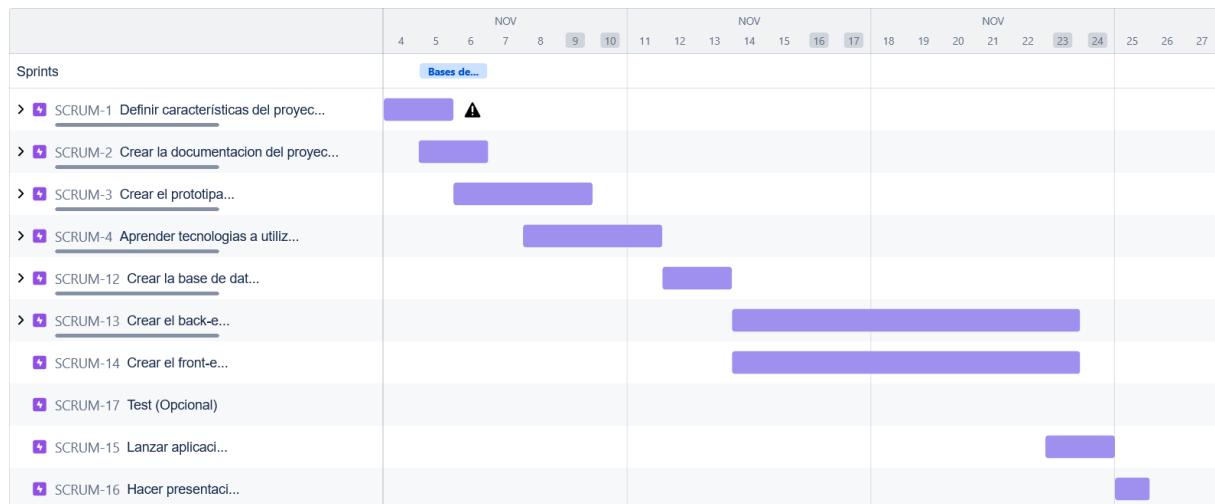 NOV NOV NOV
4 5 6 7 8 9 10 11 12 13 14 15 16 17 18 19 20 21 22 23 24 25 26 27
Sprints
Bases de...
SCRUM-1 Definir características del proyec...
SCRUM-2 Crear la documentacion del proyec...
SCRUM-3 Crear el prototipa...
SCRUM-4 Aprender tecnologias a utiliz...
SCRUM-12 Crear la base de dat...
SCRUM-13 Crear el back-e...
SCRUM-14 Crear el front-e...
SCRUM-17 Test (Opcional)
SCRUM-15 Lanzar aplicaci...
SCRUM-16 Hacer presentaci...